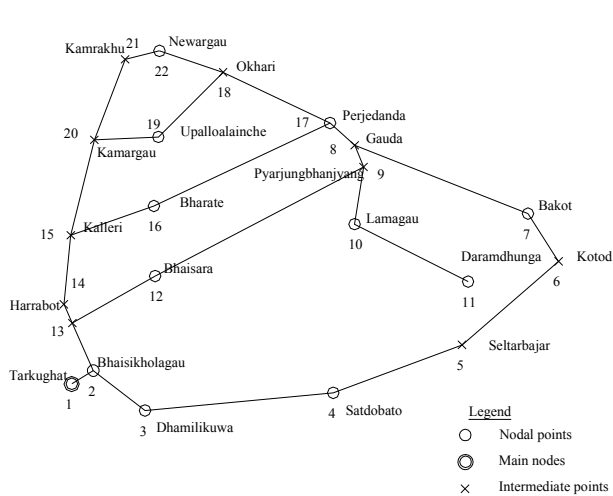 21
Kamrakhu
Newargau
22
Okhari
18
20
19
Upalloalainche
Kamargau
17
Perjedanda
8
Gauda
Pyarjungbhanjyang
9
15
Kalleri
16
Bharate
10
Lamagau
Bakot
7
Daramdhunga
Kotod
6
14
Bhaisara
12
11
Harrabot
13
Tarkughat
Bhaisikholagau
1
2
5
Seltarbajar
3
Dhamilikuwa
4
Satdobato
Legend
Nodal points
Main nodes
Intermediate points